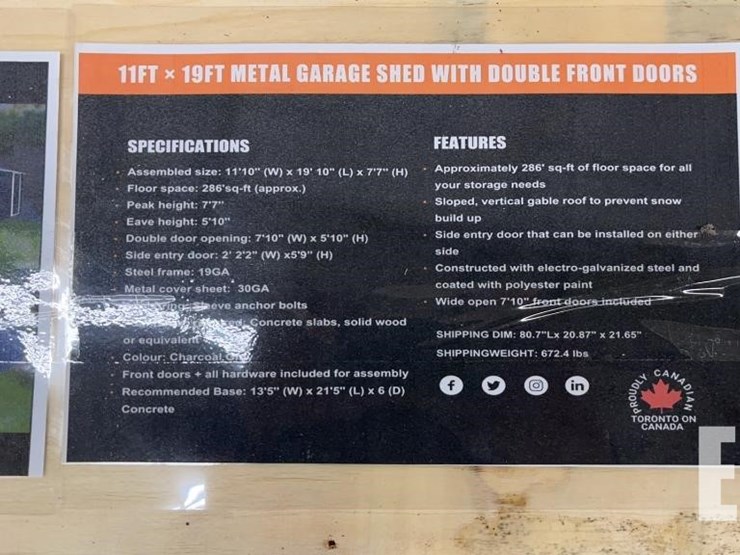 11FT × 19FT METAL GARAGE SHED WITH DOUBLE FRONT DOORS
SPECIFICATIONS
Assembled size: 11'10" (W) x 19' 10" (L) x 7'7" (H)
Floor space: 286'sq-ft (approx.)
Peak height: 7'7"
Eave height: 5'10"
Double door opening: 7'10" (W) x 5'10" (H)
Side entry door: 2' 2'2" (W) x5'9" (H)
Steel frame: 19GA
Metal cover sheet: 30GA
anchor bolts
Concrete slabs, solid wood
or equivalent
Colour: Charcoal
Front doors + all hardware included for assembly
Recommended Base: 13'5" (W) x 21'5" (L) x 6 (D)
Concrete
FEATURES
Approximately 286' sq-ft of floor space for all
your storage needs
Sloped, vertical gable roof to prevent snow
build up
Side entry door that can be installed on either
side
Constructed with electro-galvanized steel and
coated with polyester paint
Wide open 7'10" front doors included
SHIPPING DIM: 80.7"Lx 20.87" x 21.65"
SHIPPINGWEIGHT: 672.4 lbs
PROUDLY CANADIAN
TORONTO ON
CANADA
E